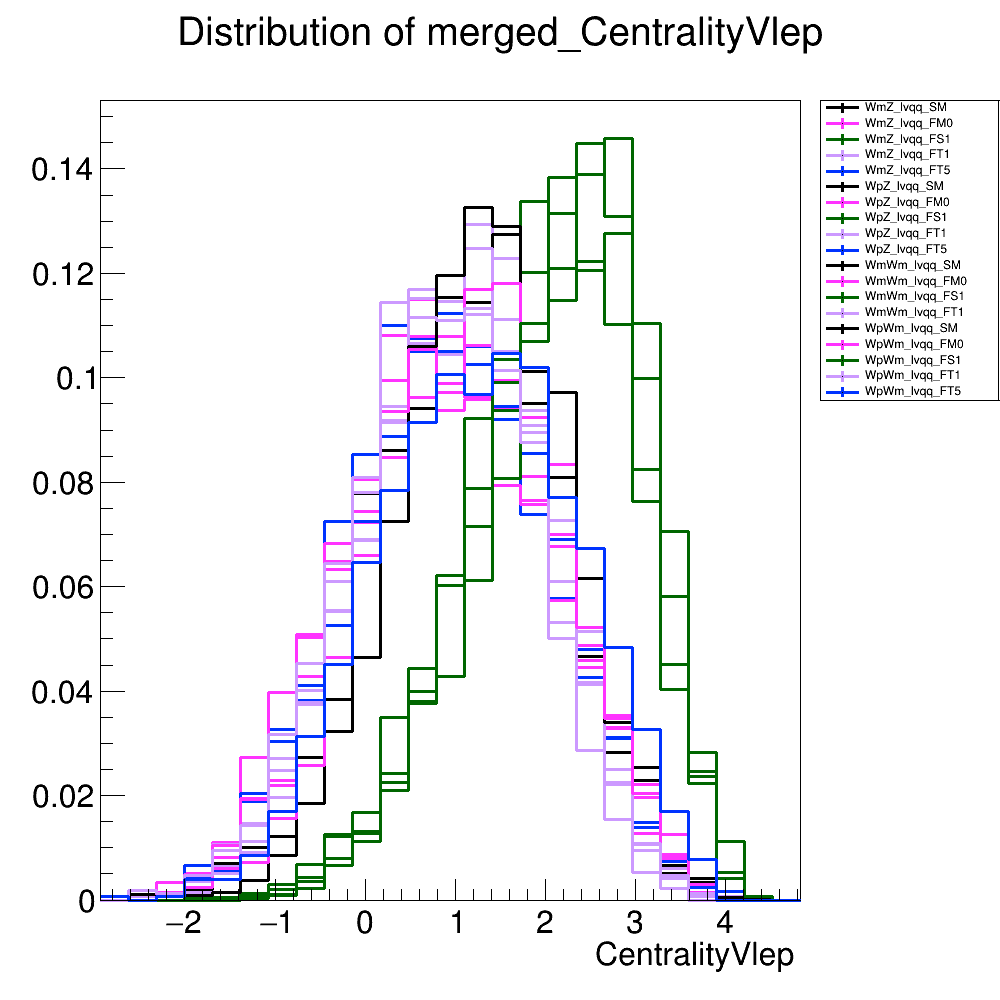 Distribution of merged_CentralityVlep
WmZ_lvqq_SM
WmZ_lvqq_FM0
WmZ_lvqq_FS1
WmZ_lvqq_FT1
WmZ_lvqq_FT5
WpZ_lvqq_SM
WpZ_lvqq_FM0
WpZ_lvqq_FS1
WpZ_lvqq_FT1
WpZ_lvqq_FT5
WmWm_lvqq_SM
WmWm_lvqq_FM0
WmWm_lvqq_FS1
WmWm_lvqq_FT1
WpWm_lvqq_SM
WpWm_lvqq_FM0
WpWm_lvqq_FS1
WpWm_lvqq_FT1
WpWm_lvqq_FT5
0.14
0.12
0.1
0.08
0.06
0.04
0.02
0
−2 −1 0 1 2 3 4
CentralityVlep